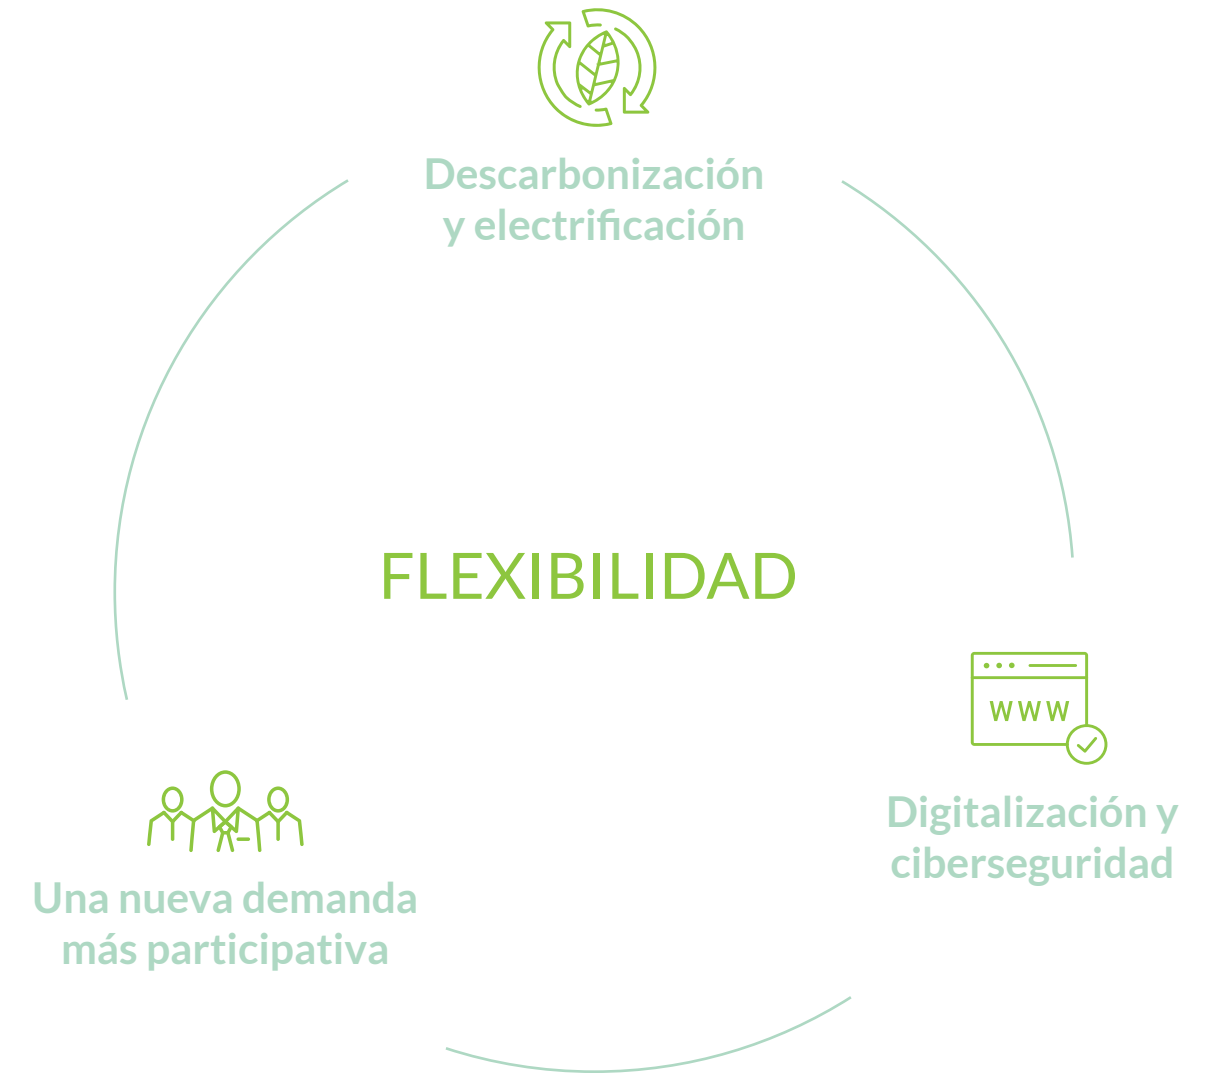 Descarbonización
y electrificación
FLEXIBILIDAD
WWW
Digitalización y
ciberseguridad
Una nueva demanda
más participativa